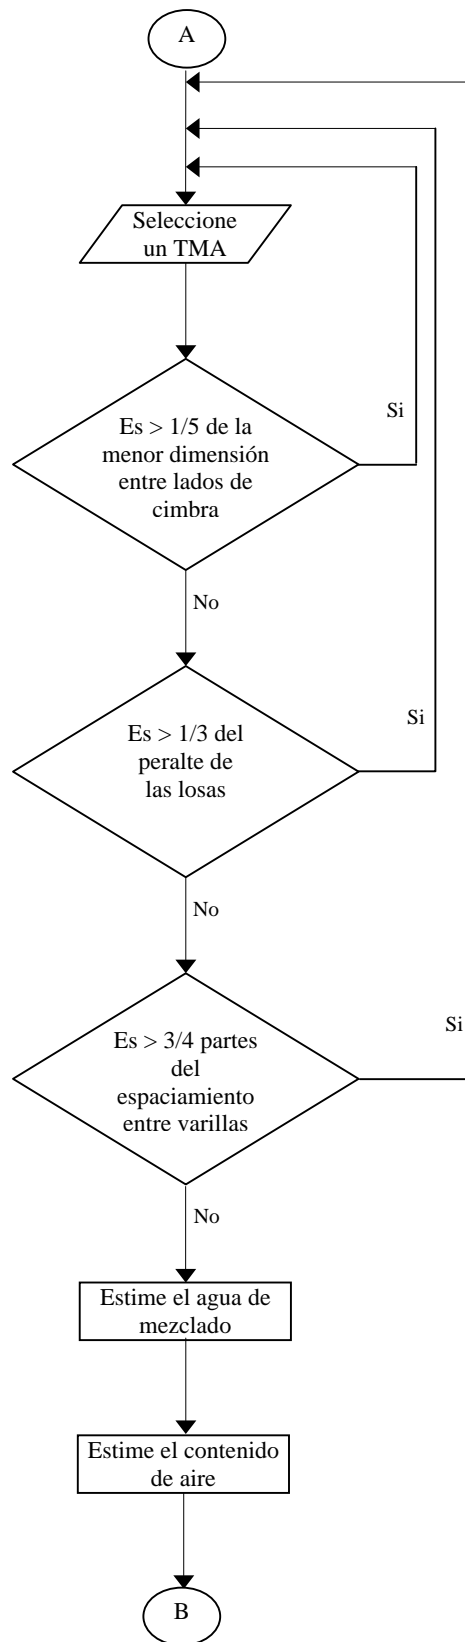 A
Seleccione
un TMA
Es > 1/5 de la
menor dimensión
entre lados de
cimbra
Si
No
Es > 1/3 del
peralte de
las losas
Si
No
Es > 3/4 partes
del
espaciamiento
entre varillas
Si
No
Estime el agua de
mezclado
Estime el contenido
de aire
B